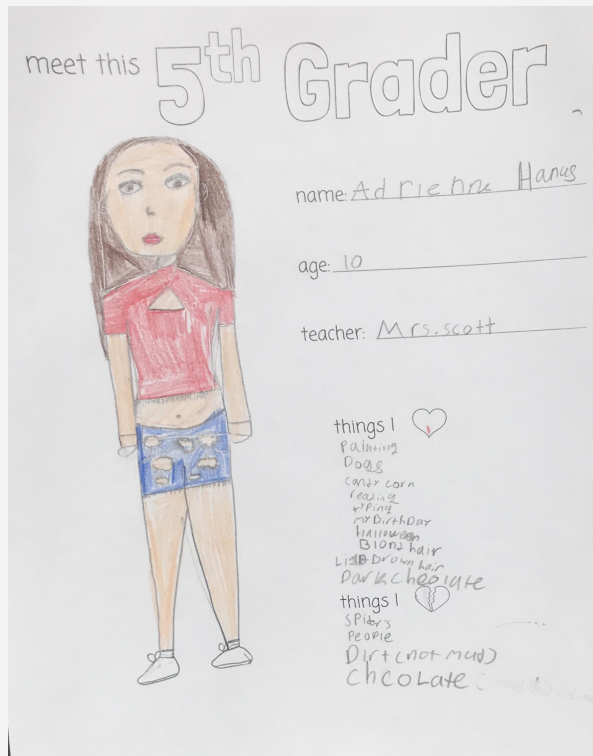 meet this 5th Grader
name: Adrienne Hanus
age: 10
teacher: Mrs.scott
things I
Painting
Dogs
candy corn
reading
typing
my BirthDay
halloween
Blond hair
brown hair
Dark cheolate
things I
SPiders
People
Dirt (not mud)
chcoLate (